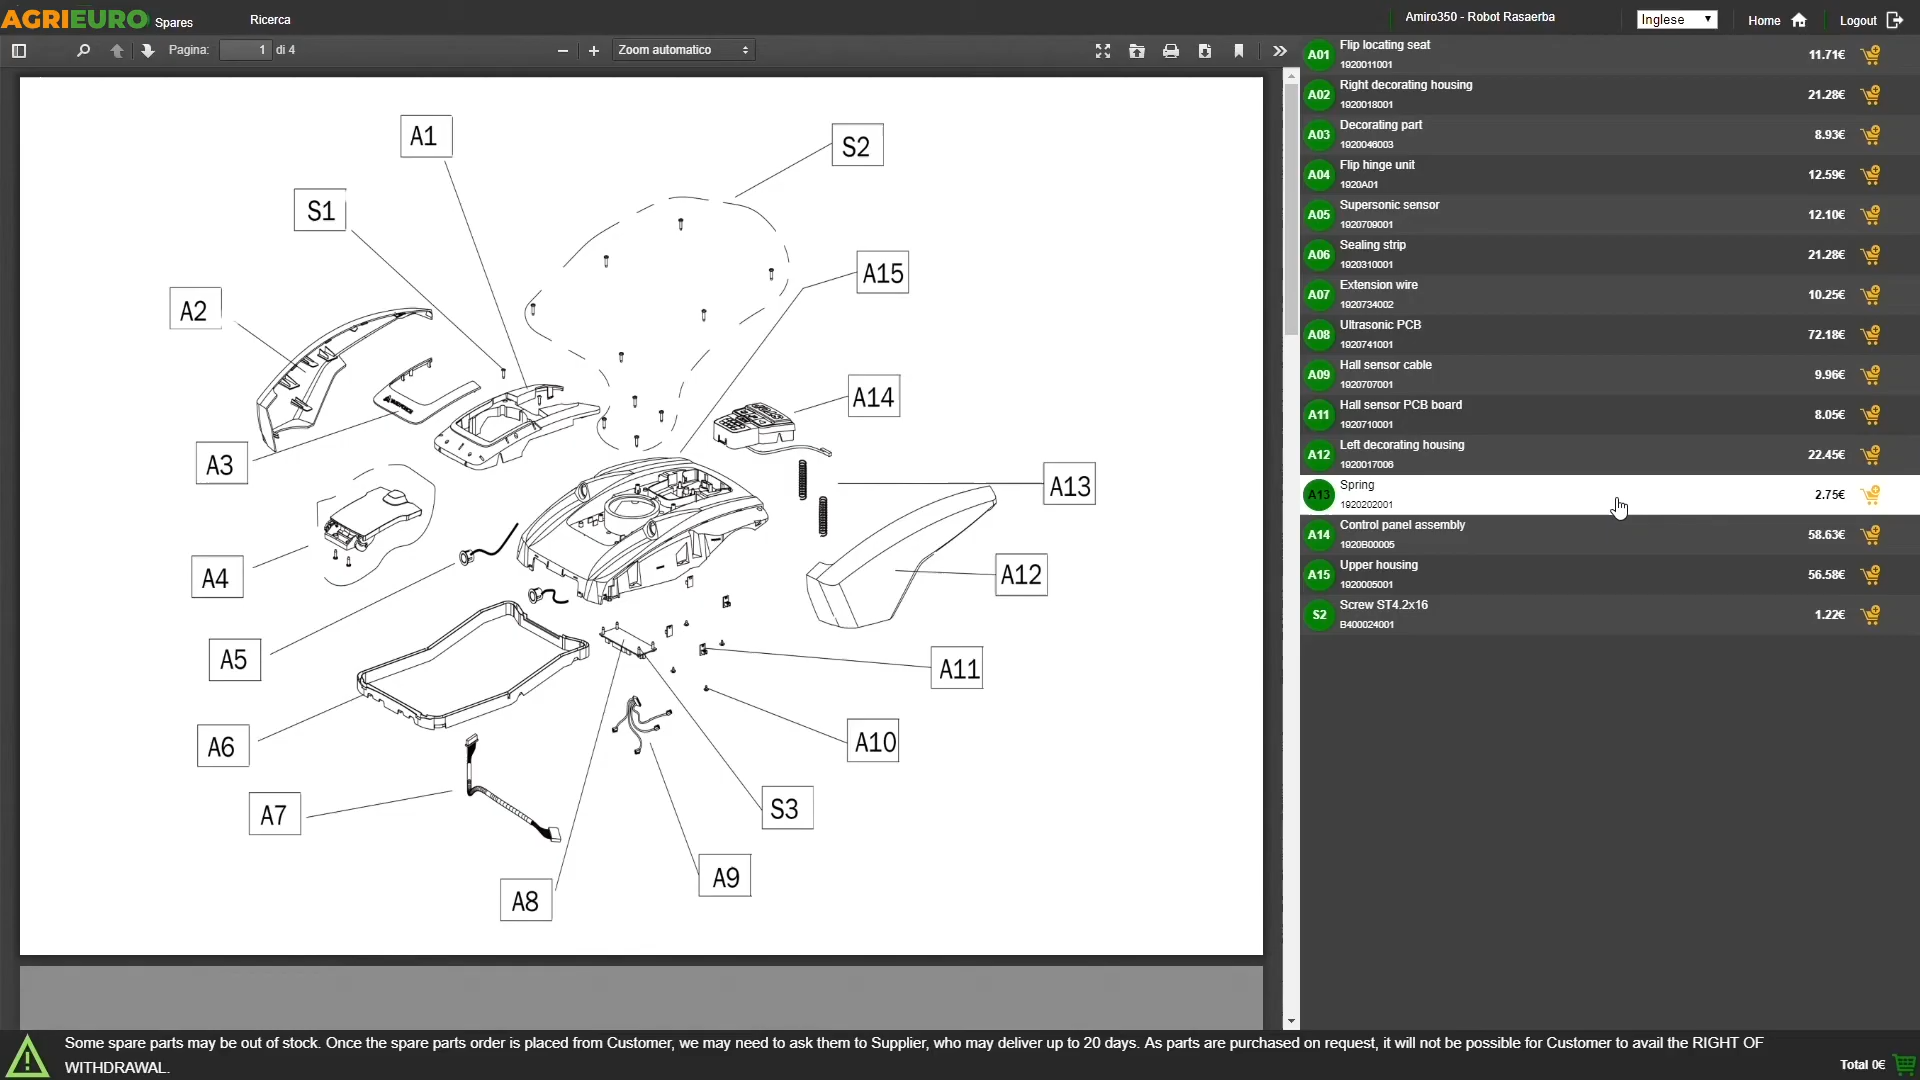 AGRIEURO Spares
Ricerca
Amiro350 - Robot Rasaerba
Inglese
Home
Logout
Pagina: 1 di 4
Zoom automatico
A1
S2
S1
A15
A2
A14
A3
A13
A4
A12
A5
A11
A6
A10
A7
S3
A9
A8
A01 Flip locating seat 11.71€
1920011001
A02 Right decorating housing 21.28€
1920018001
A03 Decorating part 8.93€
1920046003
A04 Flip hinge unit 12.59€
1920A01
A05 Supersonic sensor 12.10€
1920709001
A06 Sealing strip 21.28€
1920310001
A07 Extension wire 10.25€
1920734002
A08 Ultrasonic PCB 72.18€
1920741001
A09 Hall sensor cable 9.96€
1920707001
A11 Hall sensor PCB board 8.05€
1920710001
A12 Left decorating housing 22.45€
1920017006
A13 Spring 2.75€
1920202001
A14 Control panel assembly 58.63€
1920B00005
A15 Upper housing 56.58€
1920005001
S2 Screw ST4.2x16 1.22€
B400024001
Some spare parts may be out of stock. Once the spare parts order is placed from Customer, we may need to ask them to Supplier, who may deliver up to 20 days. As parts are purchased on request, it will not be possible for Customer to avail the RIGHT OF
WITHDRAWAL.
Total 0€